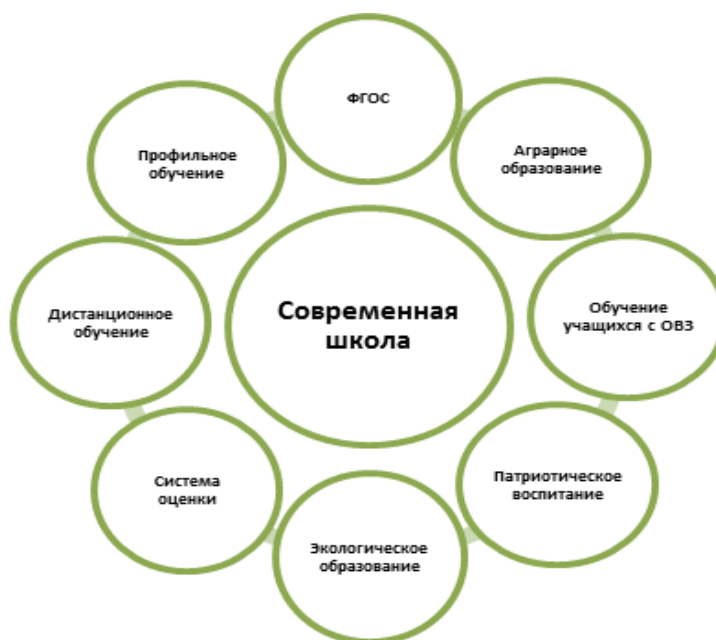 ФГОС
Аграрное
образование
Обучение
учащихся с ОВЗ
Патриотическое
воспитание
Экологическое
образование
Система
оценки
Дистанционное
обучение
Профильное
обучение
Современная
школа